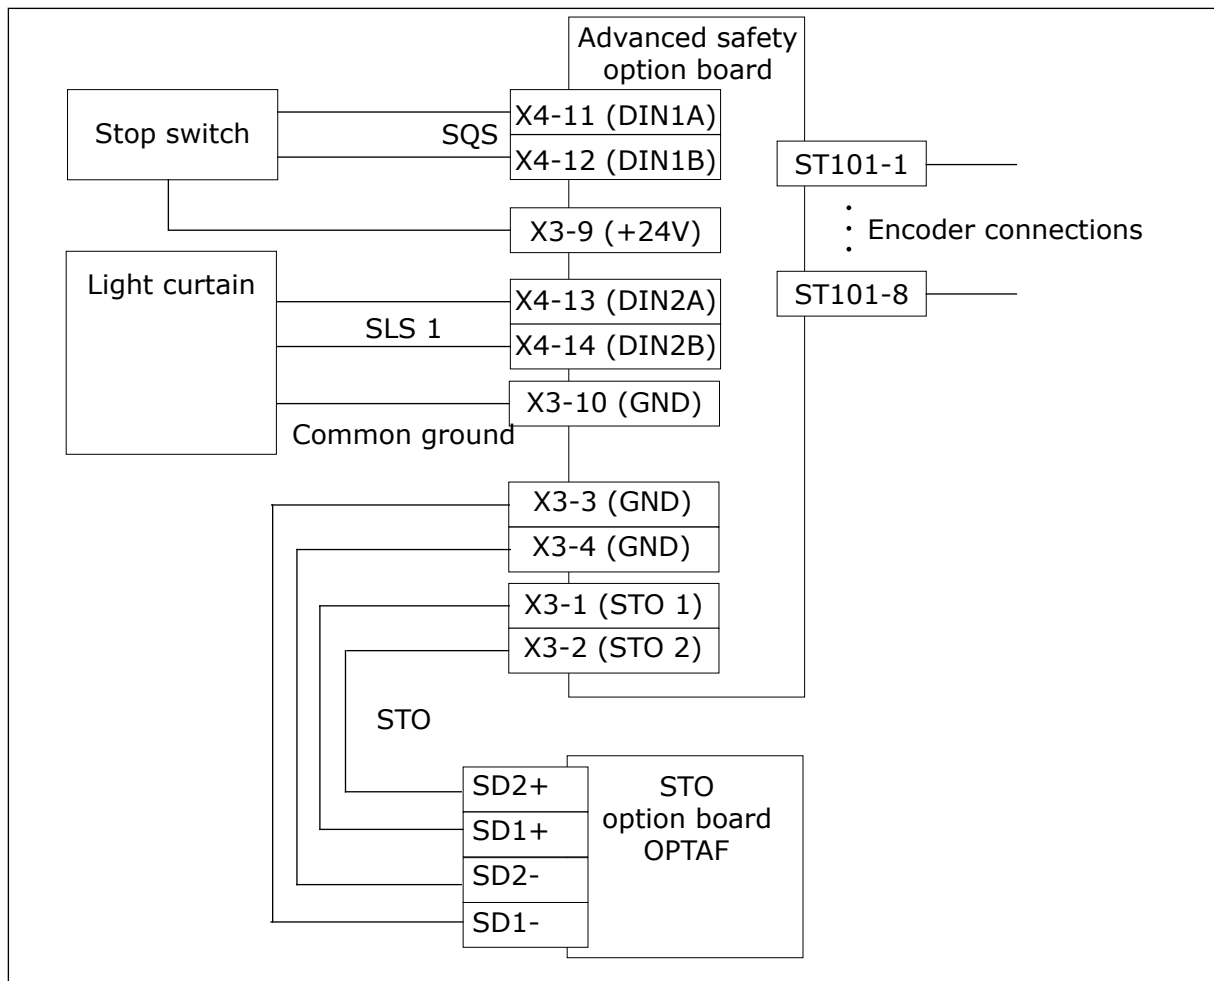 Advanced safety
option board
Stop switch
SQS
X4-11 (DIN1A)
X4-12 (DIN1B)
X3-9 (+24V)
ST101-1
Encoder connections
ST101-8
Light curtain
SLS 1
X4-13 (DIN2A)
X4-14 (DIN2B)
X3-10 (GND)
Common ground
X3-3 (GND)
X3-4 (GND)
X3-1 (STO 1)
X3-2 (STO 2)
STO
SD2+
SD1+
SD2-
SD1-
STO
option board
OPTAF